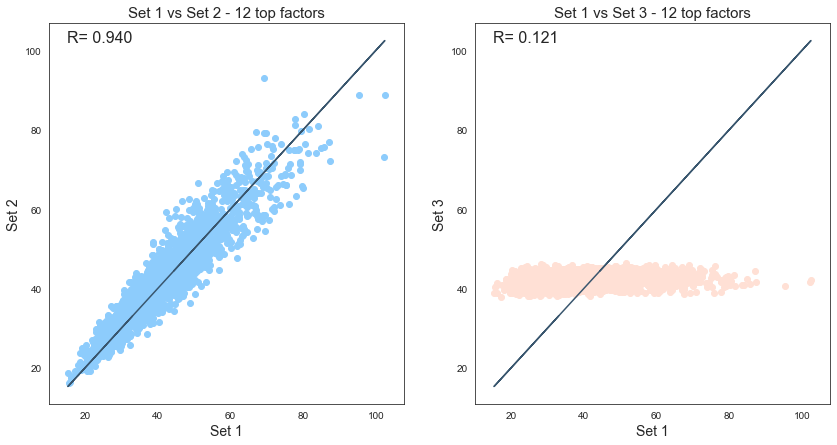 Set 1 vs Set 2 - 12 top factors
R= 0.940
100
80
60
40
20
Set 2
20 40 60 80 100
Set 1
Set 1 vs Set 3 - 12 top factors
R= 0.121
100
80
60
40
20
Set 3
20 40 60 80 100
Set 1